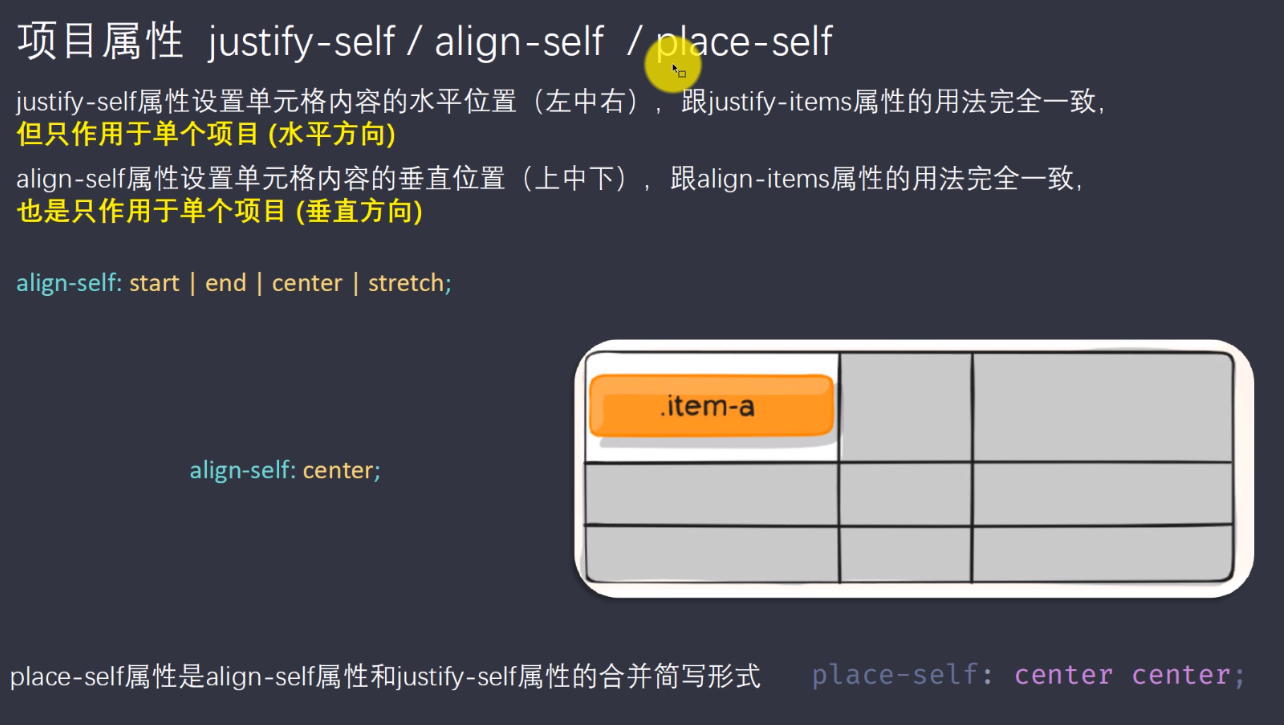 项目属性 justify-self / align-self / place-self
justify-self属性设置单元格内容的水平位置（左中右），跟justify-items属性的用法完全一致，
但只作用于单个项目 (水平方向)
align-self属性设置单元格内容的垂直位置（上中下），跟align-items属性的用法完全一致，
也是只作用于单个项目 (垂直方向)
align-self: start | end | center | stretch;
.item-a
align-self: center;
place-self属性是align-self属性和justify-self属性的合并简写形式 place-self: center center;